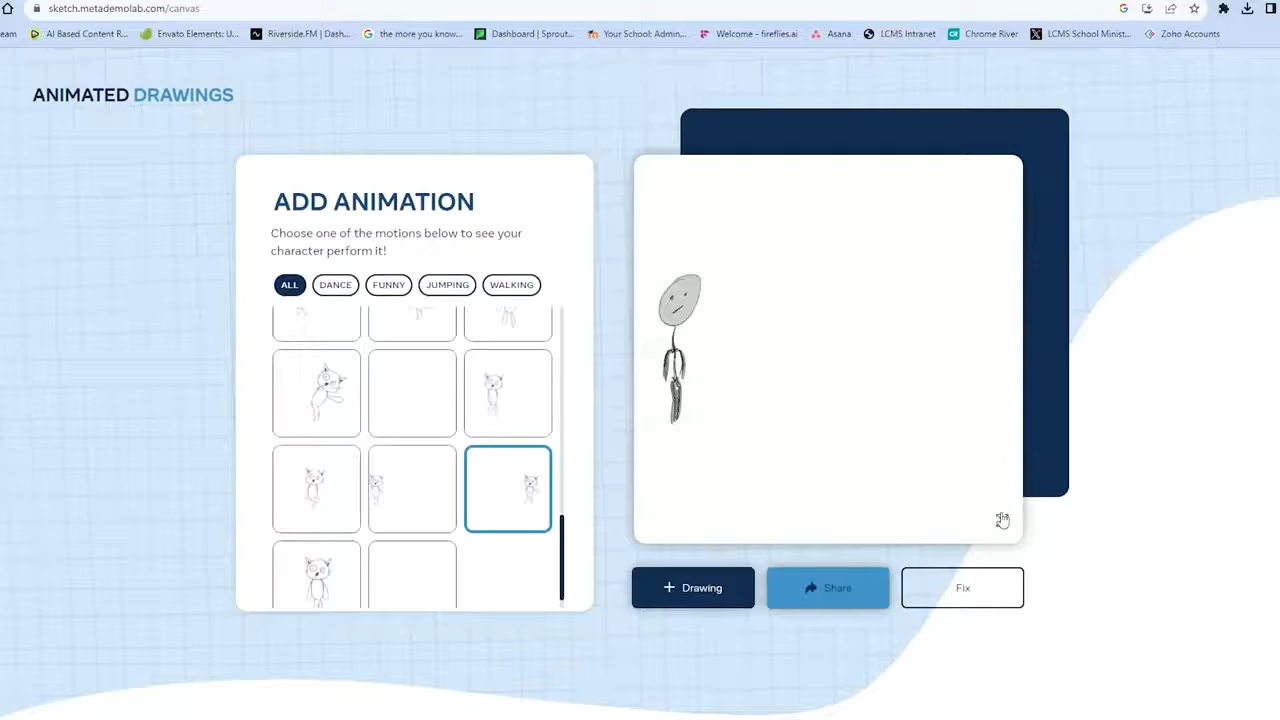 sketch.metademolab.com/canvas
eam
AI Based Content R...
Envato Elements: U...
Riverside.FM | Dash...
the more you know...
Dashboard | Sprout...
Your School: Admin...
Welcome - fireflies.ai
Asana
LCMS Intranet
CR
Chrome River
LCMS School Minist...
Zoho Accounts
ANIMATED DRAWINGS
ADD ANIMATION
Choose one of the motions below to see your
character perform it!
ALL
DANCE
FUNNY
JUMPING
WALKING
+ Drawing
Share
Fix